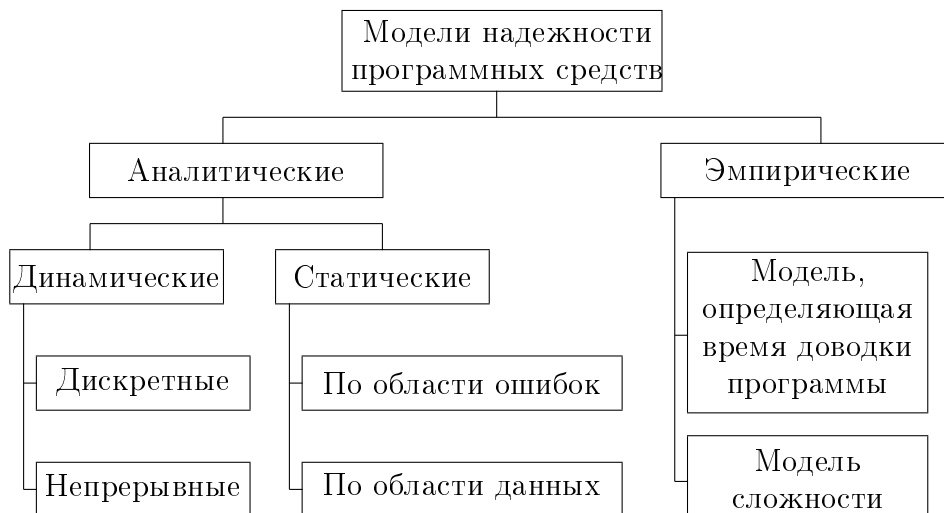 Модели надежности
программных средств
Аналитические
Эмпирические
Динамические
Статические
Дискретные
Непрерывные
По области ошибок
По области данных
Модель,
определяющая
время доводки
программы
Модель
сложности